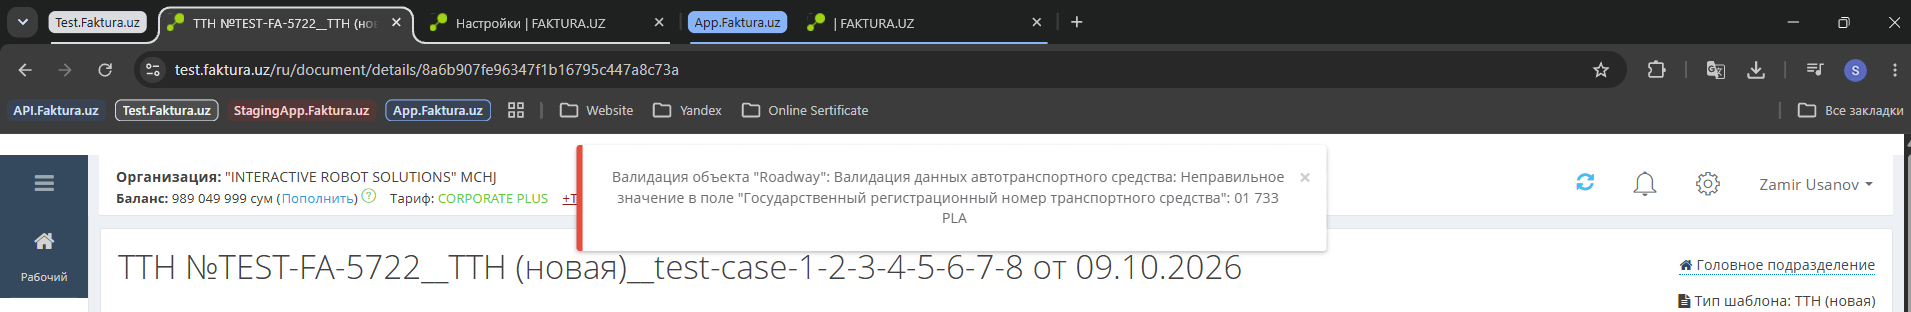 Test.Faktura.uz
ТТН №TEST-FA-5722__ТТН (нов
Настройки | FAKTURA.UZ
App.Faktura.uz
| FAKTURA.UZ
test.faktura.uz/ru/document/details/8a6b907fe96347f1b16795c447a8c73a
S
API.Faktura.uz
Test.Faktura.uz
StagingApp.Faktura.uz
App.Faktura.uz
Website
Yandex
Online Sertificate
Все закладки
Организация: "INTERACTIVE ROBOT SOLUTIONS" MCHJ
Баланс: 989 049 999 сум (Пополнить) ? Тариф: CORPORATE PLUS +Т
Валидация объекта "Roadway": Валидация данных автотранспортного средства: Неправильное
значение в поле "Государственный регистрационный номер транспортного средства": 01 733
PLA
Zamir Usanov
Рабочий
ТТН №TEST-FA-5722__ТТН (новая)__test-case-1-2-3-4-5-6-7-8 от 09.10.2026
Головное подразделение
Тип шаблона: ТТН (новая)